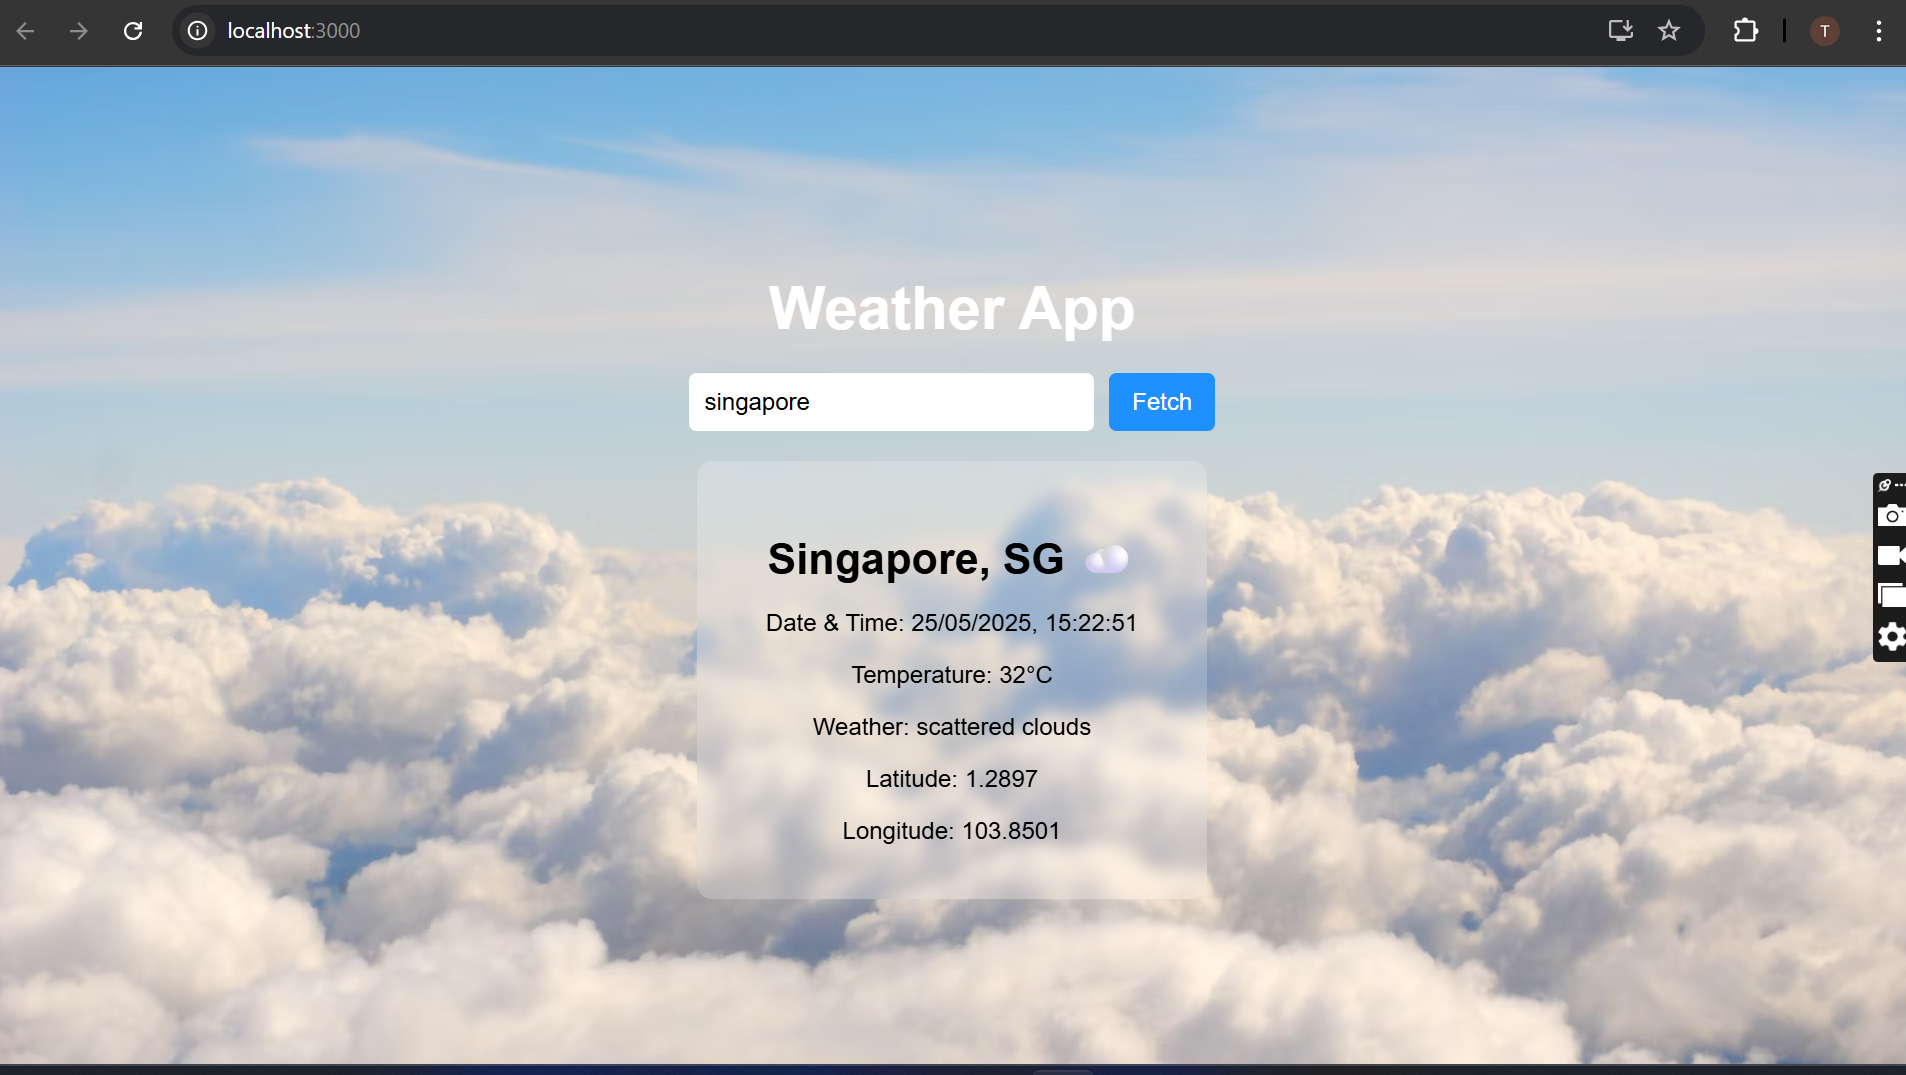 localhost:3000
T
Weather App
singapore
Fetch
Singapore, SG
Date & Time: 25/05/2025, 15:22:51
Temperature: 32°C
Weather: scattered clouds
Latitude: 1.2897
Longitude: 103.8501